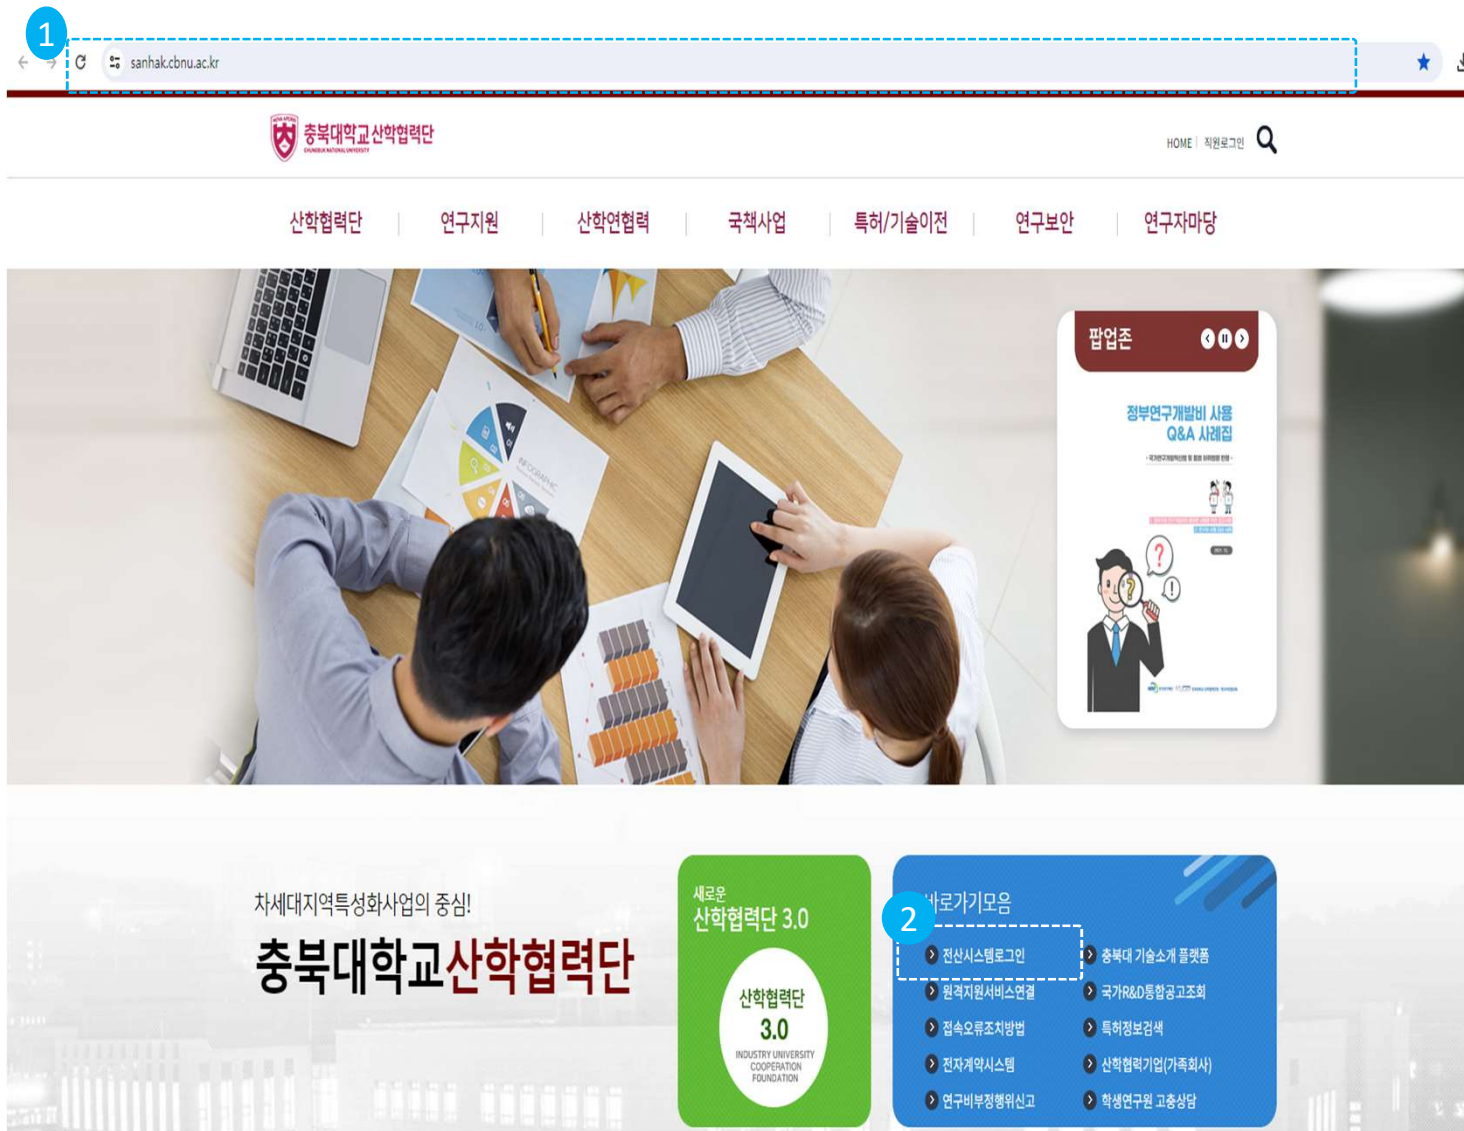 1
sanhak.cbnu.ac.kr
충북대학교 산학협력단
CHUNGBUK NATIONAL UNIVERSITY
HOME
직원로그인
산학협력단
연구지원
산학연협력
국책사업
특허/기술이전
연구보안
연구자마당
팝업존
정부연구개발비 사용
Q&A 사례집
INFOGRAPHIC
차세대지역특성화사업의 중심!
충북대학교산학협력단
새로운
산학협력단 3.0
산학협력단
3.0
INDUSTRY UNIVERSITY
COOPERATION
FOUNDATION
2
바로가기모음
전산시스템로그인
원격지원서비스연결
접속오류조치방법
전자계약시스템
연구비부정행위신고
충북대 기술소개 플랫폼
국가R&D통합공고조회
특허정보검색
산학협력기업(가족회사)
학생연구원 고충상담